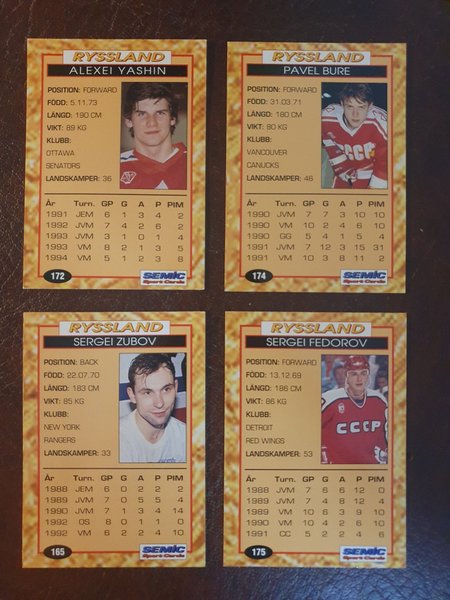 RYSSLAND
ALEXEI YASHIN
POSITION: FORWARD
FÖDD: 5.11.73
LÄNGD: 190 CM
VIKT: 89 KG
KLUBB:
OTTAWA
SENATORS
LANDSKAMPER: 36
År Turn. GP G A P PIM
1991 JEM 6 1 3 4 2
1992 JVM 7 4 2 6 2
1993 JVM 3 1 0 1 4
1993 VM 8 2 1 3 5
1994 VM 5 1 2 3 8
172
SEMIC
Sport Cards
RYSSLAND
PAVEL BURE
POSITION: FORWARD
FÖDD: 31.03.71
LÄNGD: 180 CM
VIKT: 80 KG
KLUBB:
VANCOUVER
CANUCKS
LANDSKAMPER: 46
CCCP
År Turn. GP G A P PIM
1990 JVM 7 7 3 10 10
1990 VM 10 2 4 6 10
1990 GG 5 4 1 5 4
1991 JVM 7 12 3 15 31
1991 VM 10 3 8 11 2
174
SEMIC
Sport Cards
RYSSLAND
SERGEI ZUBOV
POSITION: BACK
FÖDD: 22.07.70
LÄNGD: 183 CM
VIKT: 85 KG
KLUBB:
NEW YORK
RANGERS
LANDSKAMPER: 33
År Turn. GP G A P PIM
1988 JEM 6 0 2 2 2
1989 JVM 7 0 5 5 4
1990 JVM 7 1 3 4 14
1992 OS 8 0 1 1 0
1992 VM 6 2 2 4 10
165
SEMIC
Sport Cards
RYSSLAND
SERGEI FEDOROV
POSITION: FORWARD
FÖDD: 13.12.69
LÄNGD: 186 CM
VIKT: 86 KG
KLUBB:
DETROIT
RED WINGS
LANDSKAMPER: 53
CCCP
År Turn. GP G A P PIM
1988 JVM 7 6 6 12 0
1989 JVM 7 4 8 12 4
1989 VM 10 6 3 9 10
1990 VM 10 4 2 6 10
1991 CC 5 2 2 4 6
175
SEMIC
Sport Cards